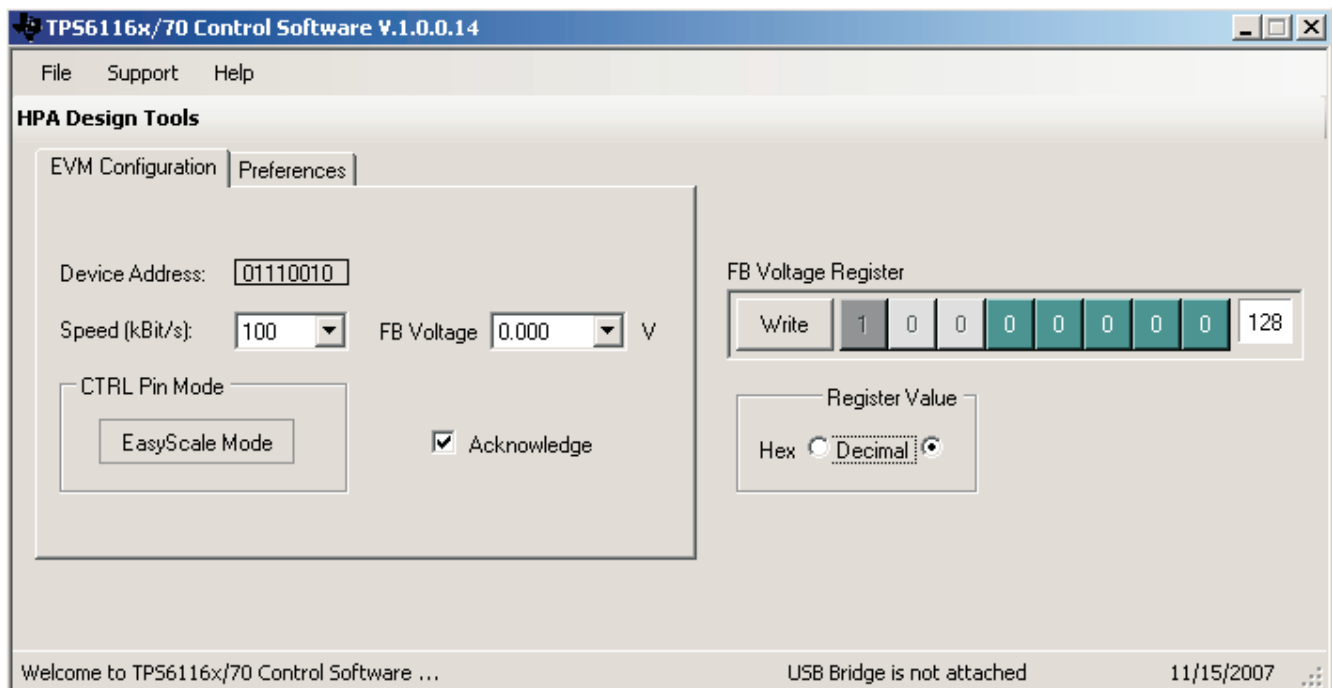 TPS6116x/70 Control Software V.1.0.0.14
File Support Help
HPA Design Tools
EVM Configuration Preferences
Device Address: 01110010
Speed (kBit/s): 100 FB Voltage 0.000 V
CTRL Pin Mode
EasyScale Mode
Acknowledge
FB Voltage Register
Write 1 0 0 0 0 0 0 0 128
Register Value
Hex Decimal
Welcome to TPS6116x/70 Control Software ... USB Bridge is not attached 11/15/2007